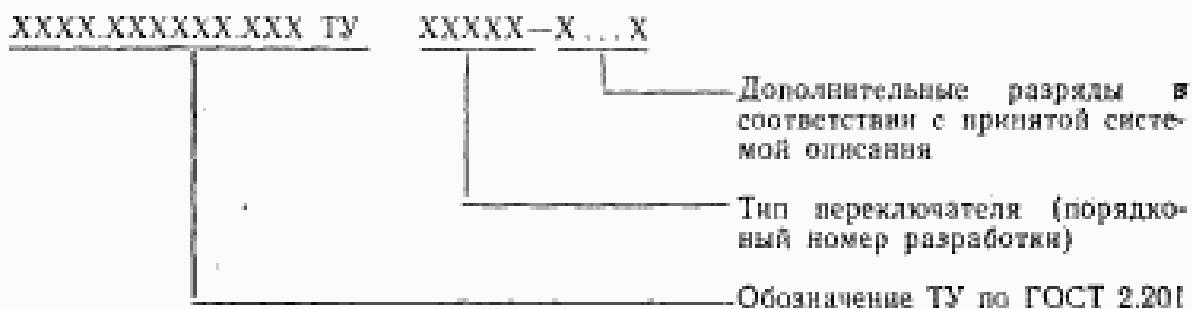 XXXX.XXXXXX.XXX ТУ XXXXX—X...X
Дополнительные разряды в
соответствии с принятой систе-
мой описания
Тип переключателя (порядко-
вый номер разработки)
Обозначение ТУ по ГОСТ 2.201